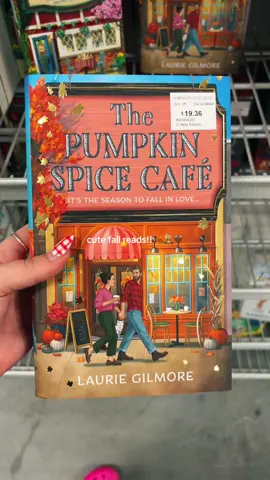 LAURIE GILMORE
$19.36
The
PUMPKIN
SPICE CAFÉ
IT'S THE SEASON TO FALL IN LOVE...
cute fall reads!!
LAURIE GILMORE